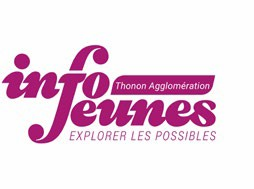 info
Thonon Agglomération
Jeunes
EXPLORER LES POSSIBLES